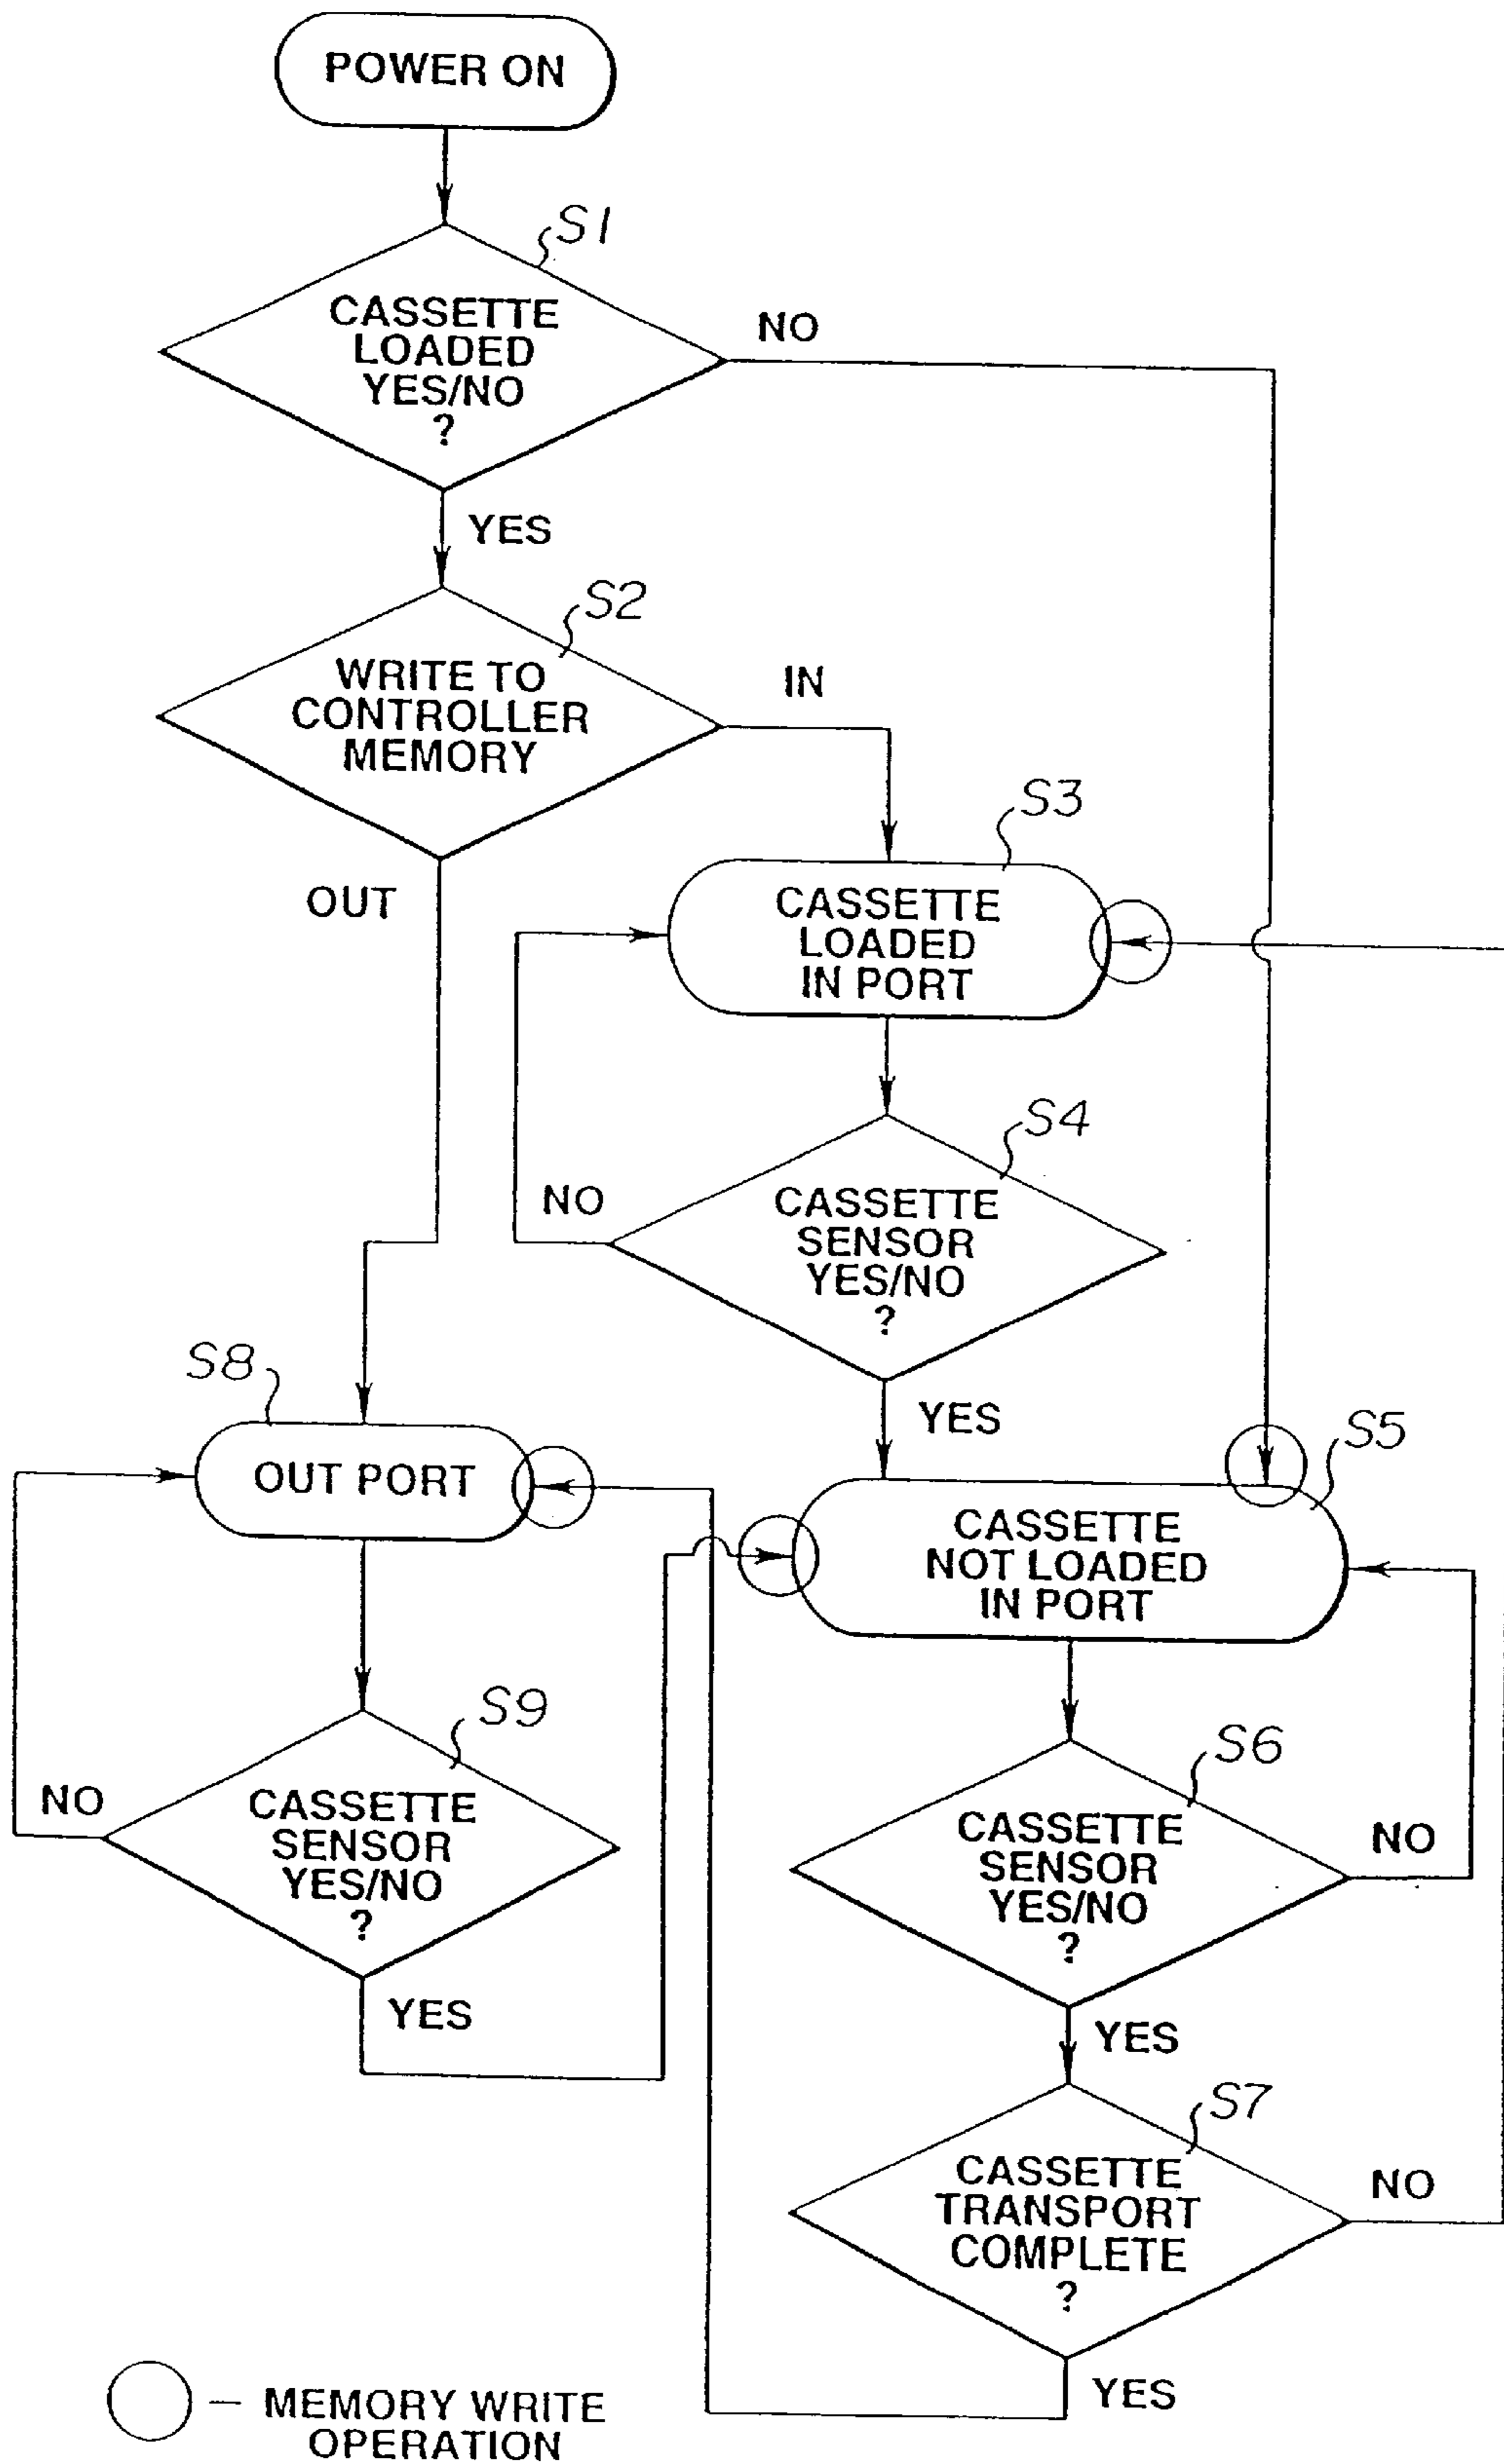 POWER ON
S1
CASSETTE
LOADED
YES/NO
?
NO
YES
S2
WRITE TO
CONTROLLER
MEMORY
IN
OUT
S3
CASSETTE
LOADED
IN PORT
S4
CASSETTE
SENSOR
YES/NO
?
NO
YES
S8
OUT PORT
S5
CASSETTE
NOT LOADED
IN PORT
S9
CASSETTE
SENSOR
YES/NO
?
NO
YES
S6
CASSETTE
SENSOR
YES/NO
?
NO
YES
S7
CASSETTE
TRANSPORT
COMPLETE
?
NO
YES
— MEMORY WRITE
OPERATION